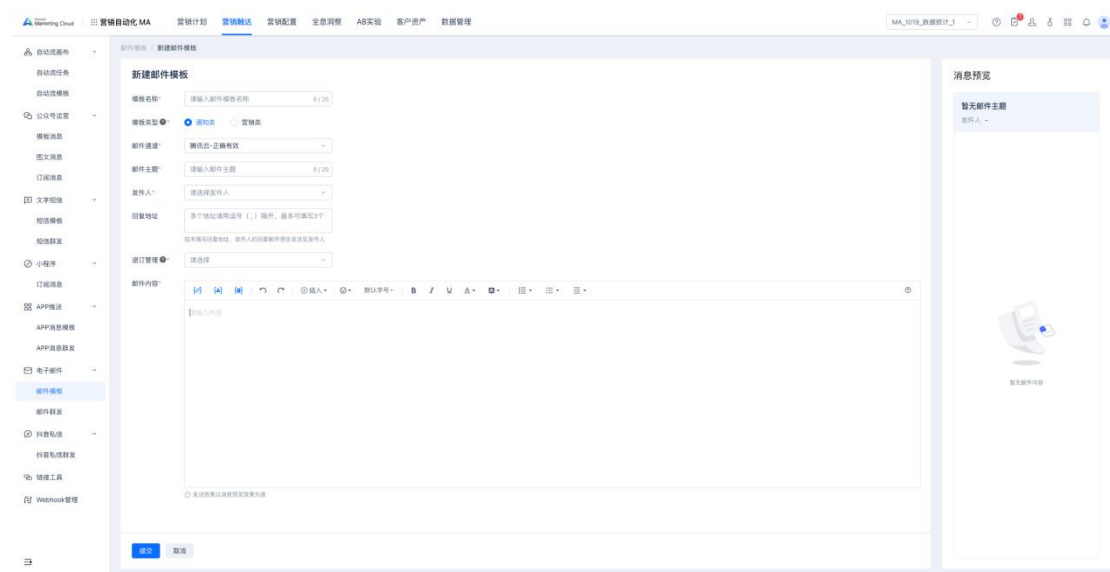 Marketing Cloud
营销自动化 MA
营销计划 营销触达 营销配置 全息洞察 AB实验 客户资产 数据管理
MA_1018_数据统计_1
自动流画布
自动流任务
自动流模板
公众号运营
模板消息
图文消息
订阅消息
文字短信
短信模板
短信群发
小程序
订阅消息
APP推送
APP消息模板
APP消息群发
电子邮件
邮件模板
邮件群发
抖音私信
抖音私信群发
链接工具
Webhook管理
邮件模板 / 新建邮件模板
新建邮件模板
模板名称* 请输入邮件模板名称 0 / 20
模板类型* 通知类 营销类
邮件通道* 腾讯云-正确有效
邮件主题* 请输入邮件主题 0 / 20
发件人* 请选择发件人
回复地址 多个地址请用逗号（,）隔开，最多可填写3个
如未填写回复地址，收件人的回复邮件将会发送至发件人
退订管理* 请选择
邮件内容*
插入 默认字号 B I U A
请输入内容
发送效果以消息预览效果为准
提交 取消
消息预览
暂无邮件主题
发件人 -
暂无邮件内容